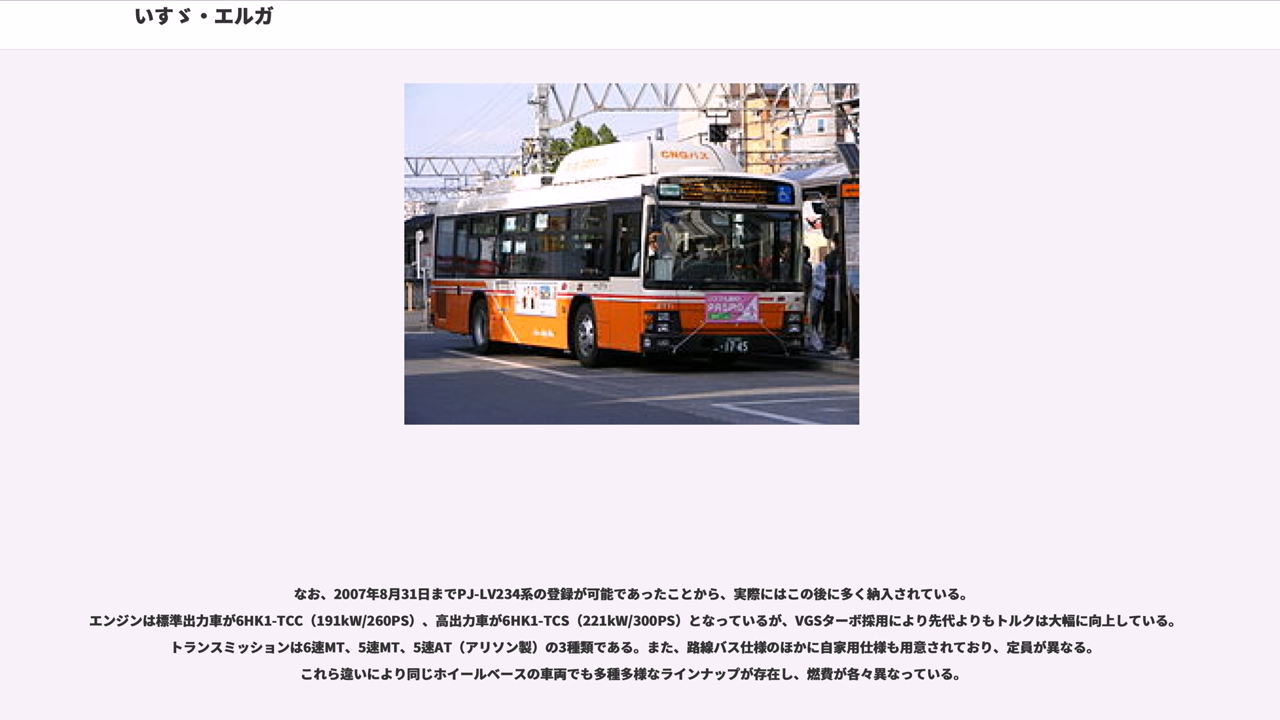 いすゞ・エルガ
CNGバス
PASMO
・17-45
なお、2007年8月31日までPJ-LV234系の登録が可能であったことから、実際にはこの後に多く納入されている。
エンジンは標準出力車が6HK1-TCC（191kW/260PS）、高出力車が6HK1-TCS（221kW/300PS）となっているが、VGSターボ採用により先代よりもトルクは大幅に向上している。
トランスミッションは6速MT、5速MT、5速AT（アリソン製）の3種類である。また、路線バス仕様のほかに自家用仕様も用意されており、定員が異なる。
これら違いにより同じホイールベースの車両でも多種多様なラインナップが存在し、燃費が各々異なっている。